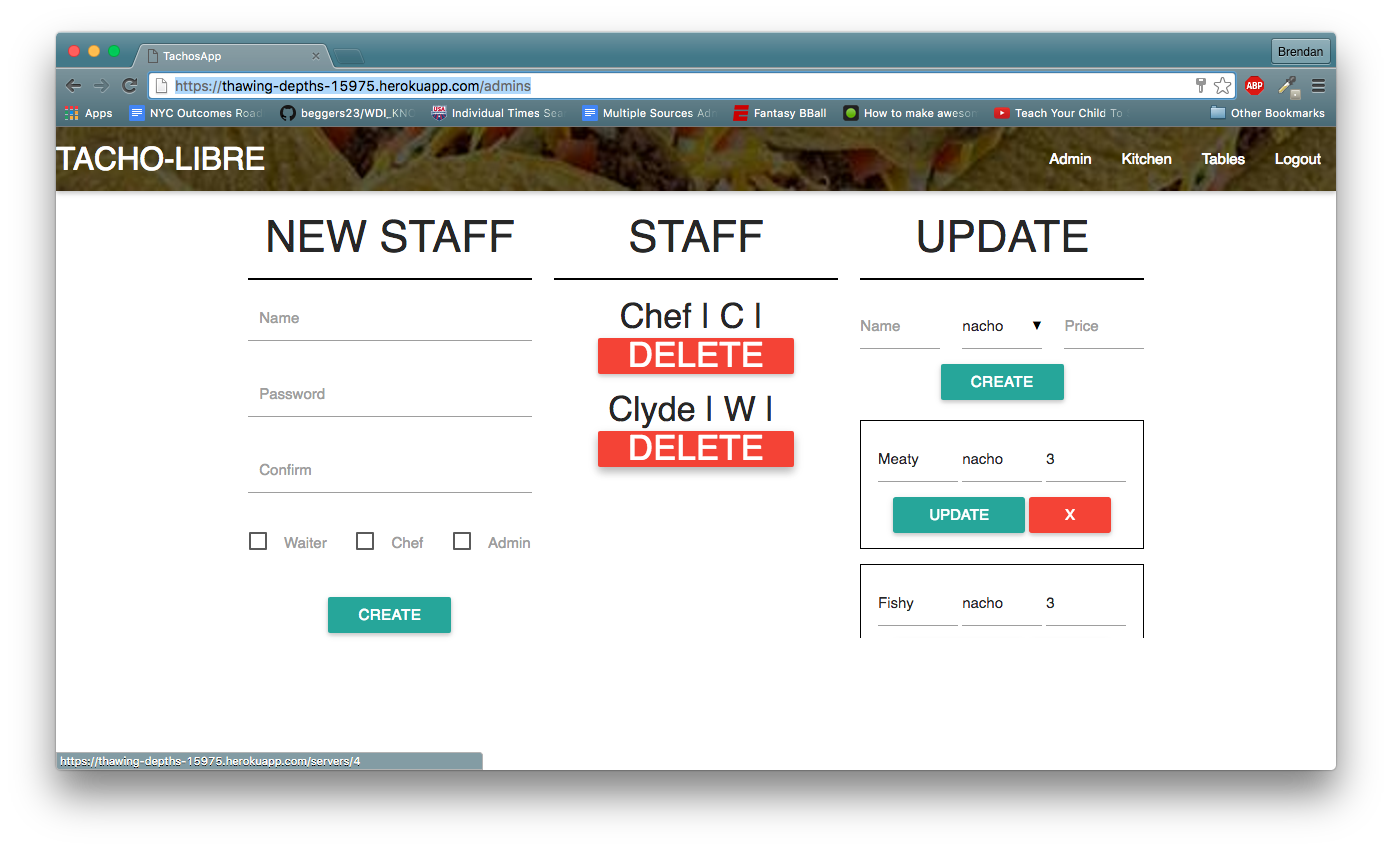 TachosApp
Brendan
https://thawing-depths-15975.herokuapp.com/admins
ABP
Apps NYC Outcomes Road beggers23/WDI_KNO Individual Times Sea Multiple Sources Adm Fantasy BBall How to make aweson Teach Your Child To Other Bookmarks
TACHO-LIBRE Admin Kitchen Tables Logout
NEW STAFF
Name
Password
Confirm
Waiter Chef Admin
CREATE
STAFF
Chef | C |
DELETE
Clyde | W |
DELETE
UPDATE
Name nacho ▼ Price
CREATE
Meaty nacho 3
UPDATE X
Fishy nacho 3
https://thawing-depths-15975.herokuapp.com/servers/4